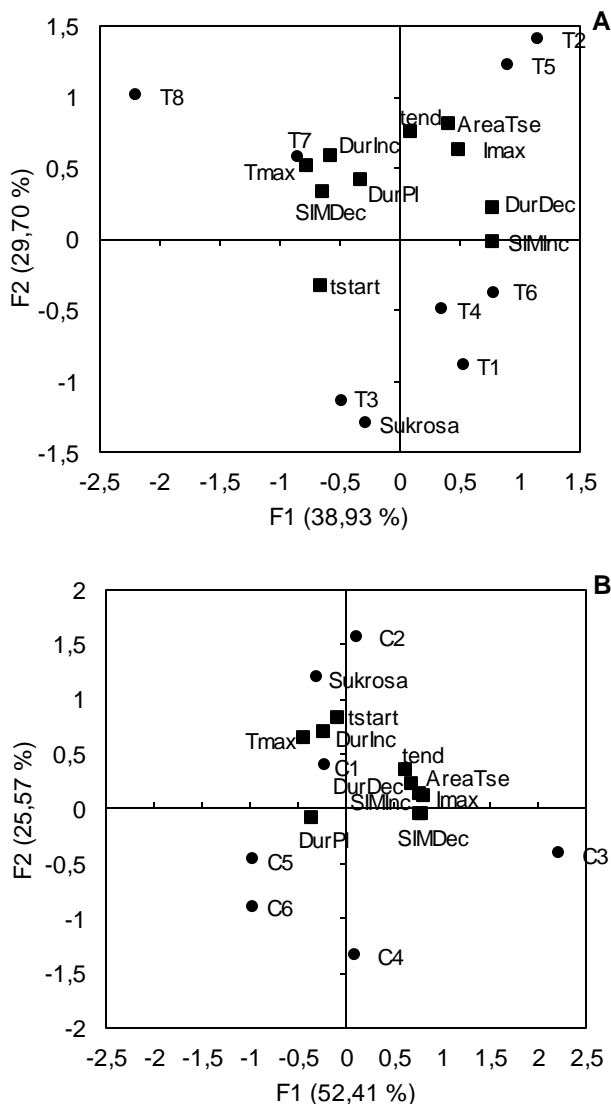 A
1,5
T2
T5
1
T8
tend
AreaTse
T7
DurInc
Imax
0,5
Tmax
DurPl
SIMDec
DurDec
0
SIMInc
F2 (29,70 %)
tstart
T6
-0,5
T4
T1
-1
T3
Sukrosa
-1,5
-2,5 -2 -1,5 -1 -0,5 0 0,5 1 1,5
F1 (38,93 %)
B
2
1,5
C2
Sukrosa
1
tstart
Tmax
DurInc
0,5
C1
tend
DurDec
AreaTse
SIMInc
Imax
0
DurPl
SIMDec
F2 (25,57 %)
C3
-0,5
C5
C6
-1
C4
-1,5
-2
-2,5 -2 -1,5 -1 -0,5 0 0,5 1 1,5 2 2,5
F1 (52,41 %)